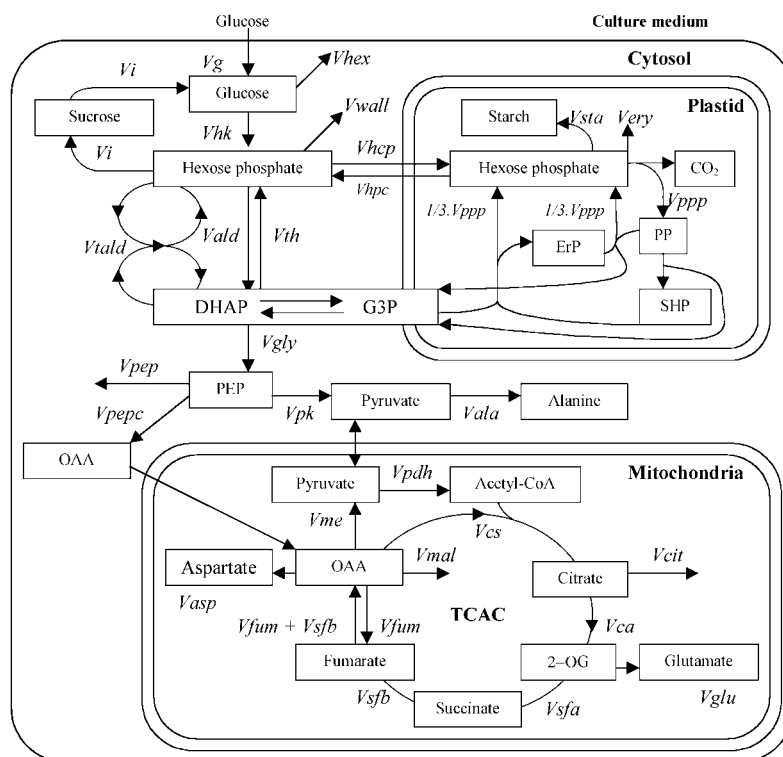 Glucose
Culture medium
Cytosol
Vg
Vhex
Vi
Glucose
Plastid
Sucrose
Vwall
Starch
Vsta
Very
Vhk
Vi
Vhcp
Hexose phosphate
Hexose phosphate
CO₂
Vhpc
Vppp
1/3.Vppp
1/3.Vppp
Vtald
Vald
Vth
ErP
PP
DHAP
G3P
SHP
Vgly
Vpep
PEP
Vpepc
Vpk
Pyruvate
Vala
Alanine
OAA
Mitochondria
Pyruvate
Vpdh
Acetyl-CoA
Vme
Vcs
Aspartate
OAA
Vmal
Citrate
Vcit
Vasp
TCAC
Vfum + Vsfb
Vfum
Vca
Fumarate
2–OG
Glutamate
Vsfb
Succinate
Vsfa
Vglu